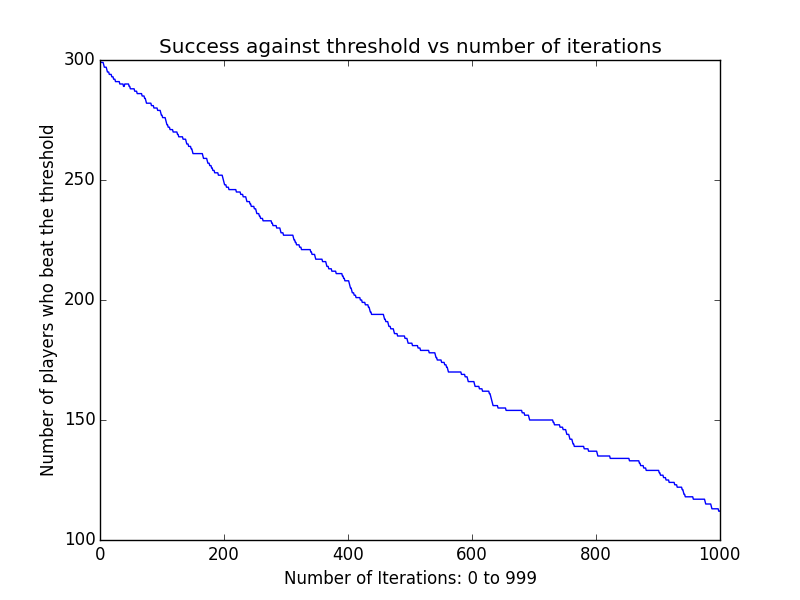 Success against threshold vs number of iterations
300
250
200
150
100
Number of players who beat the threshold
0 200 400 600 800 1000
Number of Iterations: 0 to 999